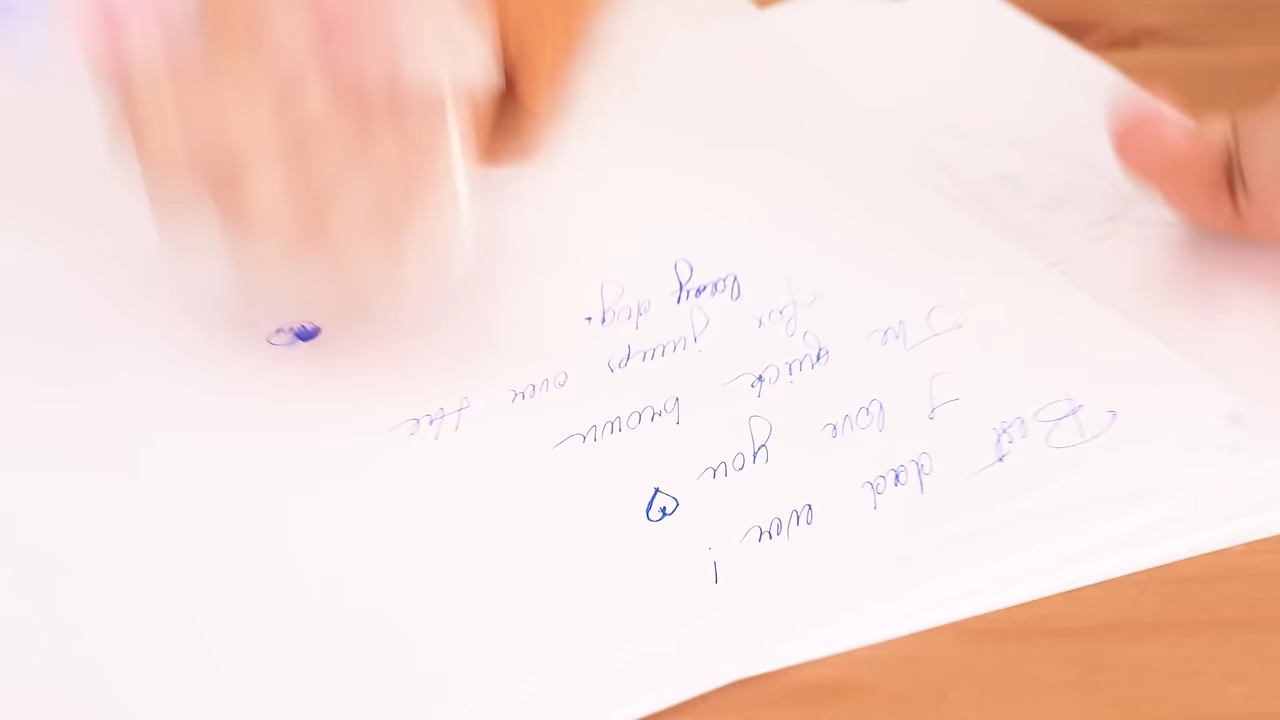 Best dad ever!
I love you
The quick brown
fox jumps over the
lazy dog.